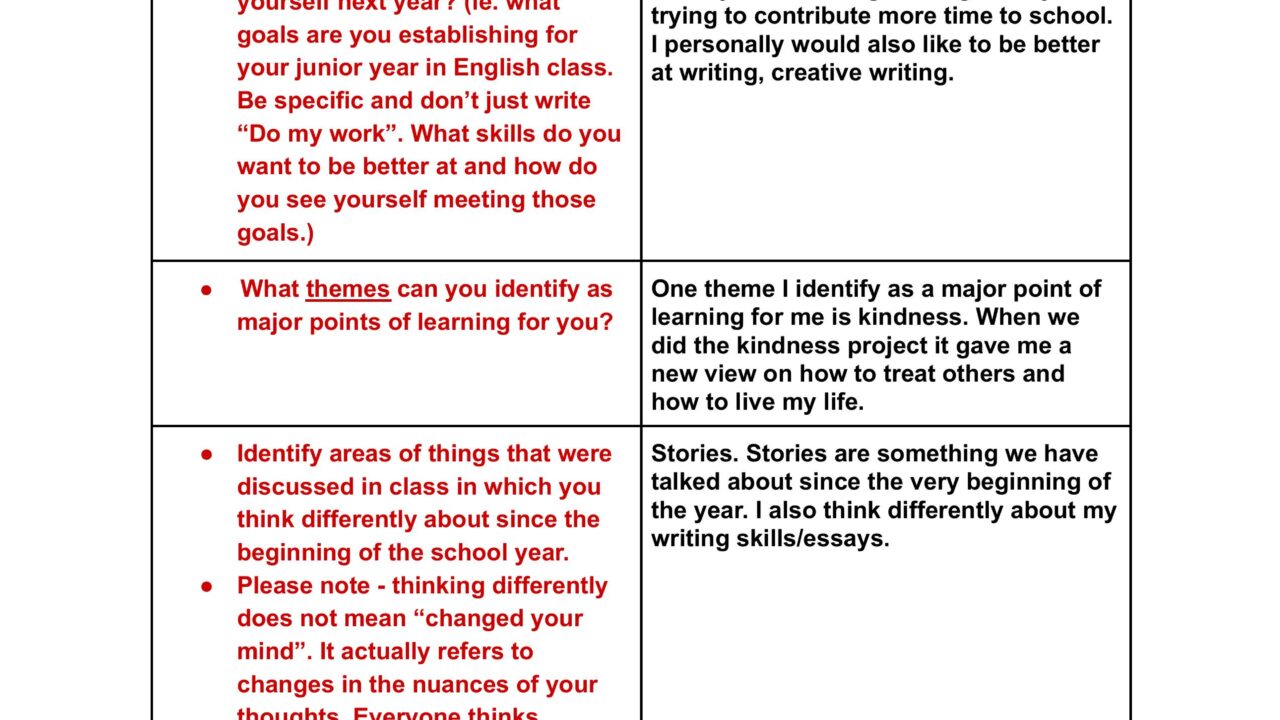 yourself next year? (ie. what
goals are you establishing for
your junior year in English class.
Be specific and don’t just write
“Do my work”. What skills do you
want to be better at and how do
you see yourself meeting those
goals.)
trying to contribute more time to school.
I personally would also like to be better
at writing, creative writing.
● What themes can you identify as
major points of learning for you?
One theme I identify as a major point of
learning for me is kindness. When we
did the kindness project it gave me a
new view on how to treat others and
how to live my life.
● Identify areas of things that were
discussed in class in which you
think differently about since the
beginning of the school year.
● Please note - thinking differently
does not mean “changed your
mind”. It actually refers to
changes in the nuances of your
thoughts. Everyone thinks
Stories. Stories are something we have
talked about since the very beginning of
the year. I also think differently about my
writing skills/essays.